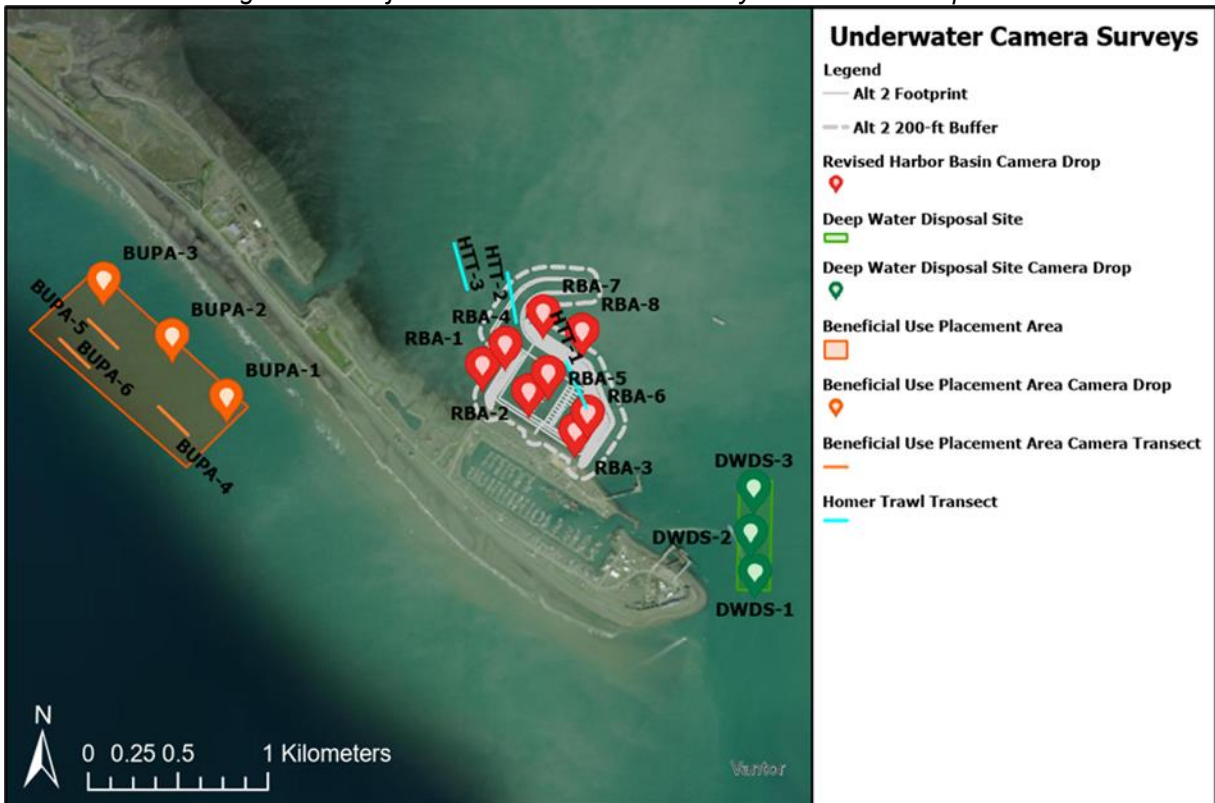 Underwater Camera Surveys
Legend
Alt 2 Footprint
Alt 2 200-ft Buffer
Revised Harbor Basin Camera Drop
Deep Water Disposal Site
Deep Water Disposal Site Camera Drop
Beneficial Use Placement Area
Beneficial Use Placement Area Camera Drop
Beneficial Use Placement Area Camera Transect
Homer Trawl Transect
BUPA-3
BUPA-2
BUPA-5
BUPA-6
BUPA-1
BUPA-4
HTT-3
HTT-2
RBA-7
RBA-8
RBA-4
RBA-1
HTT-1
RBA-5
RBA-6
RBA-2
RBA-3
DWDS-3
DWDS-2
DWDS-1
N
0 0.25 0.5 1 Kilometers
Vantor